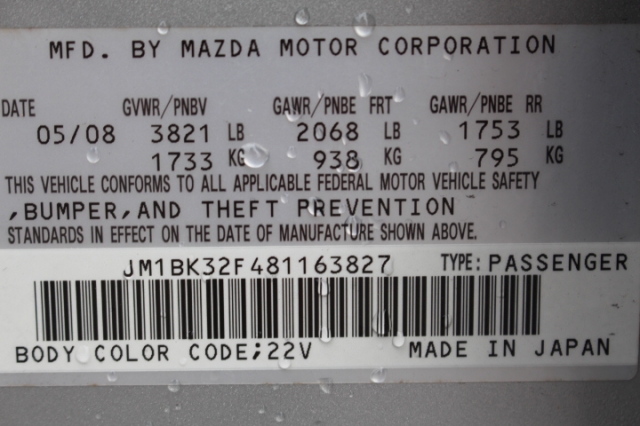 MFD. BY MAZDA MOTOR CORPORATION
DATE GVWR/PNBV GAWR/PNBE FRT GAWR/PNBE RR
05/08 3821 LB 2068 LB 1753 LB
1733 KG 938 KG 795 KG
THIS VEHICLE CONFORMS TO ALL APPLICABLE FEDERAL MOTOR VEHICLE SAFETY
,BUMPER,AND THEFT PREVENTION
STANDARDS IN EFFECT ON THE DATE OF MANUFACTURE SHOWN ABOVE.
JM1BK32F481163827 TYPE: PASSENGER
BODY COLOR CODE;22V MADE IN JAPAN